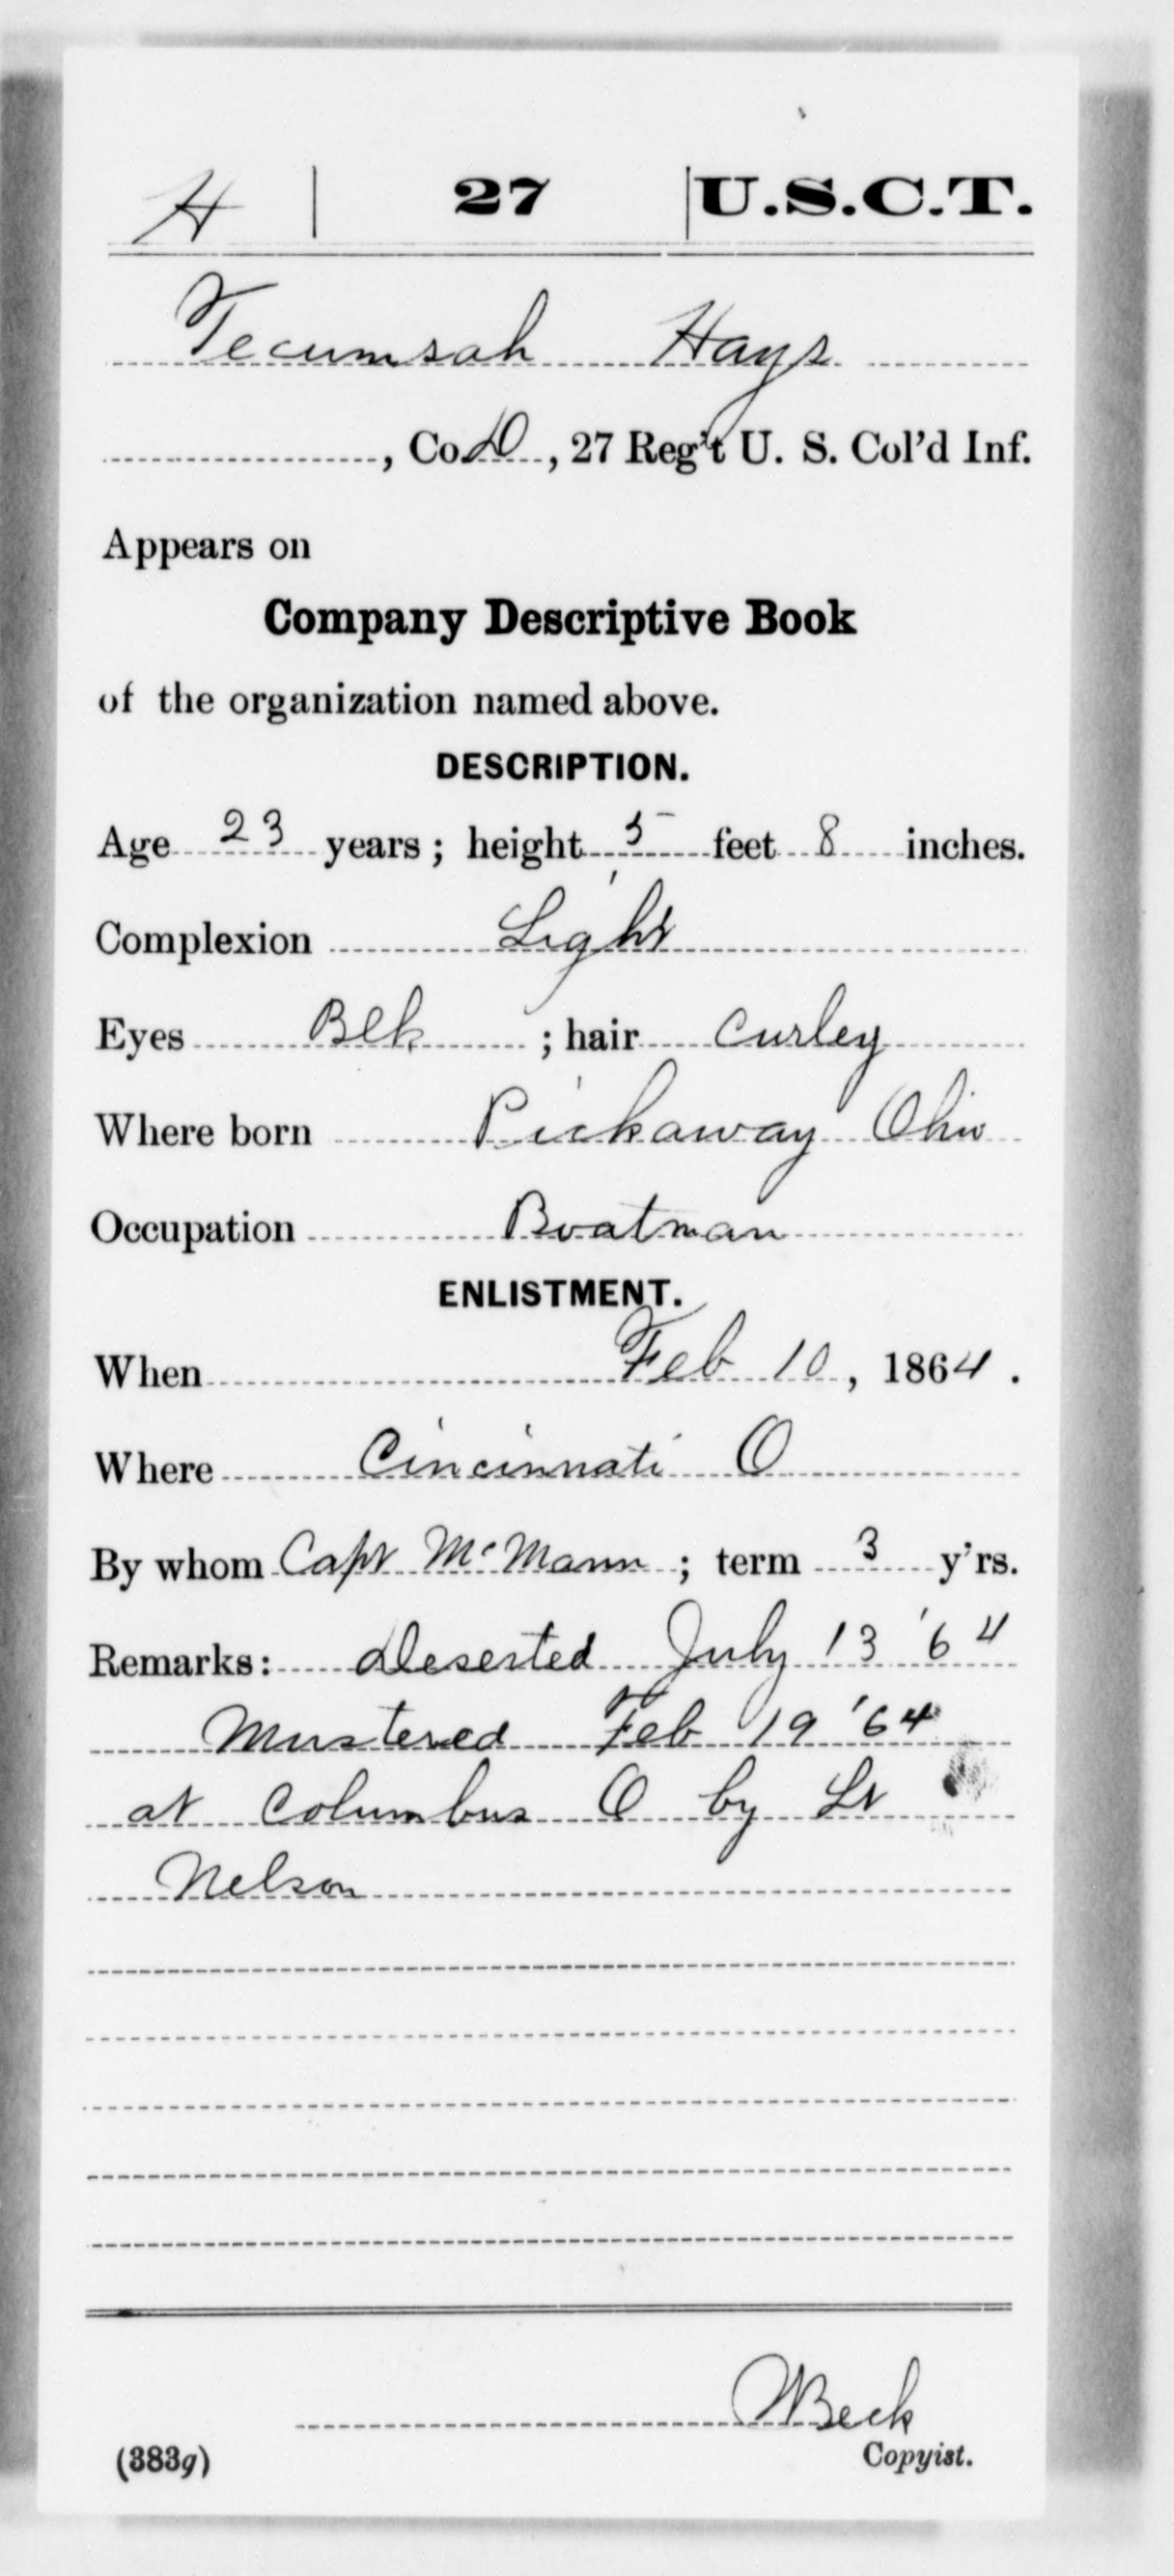 H | 27 | U.S.C.T.
Tecumsah Hays
, Co. D, 27 Reg't U. S. Col'd Inf.
Appears on
Company Descriptive Book
of the organization named above.
DESCRIPTION.
Age 23 years; height 5 feet 8 inches.
Complexion Light
Eyes Blk ; hair Curley
Where born Pickaway Ohio
Occupation Boatman
ENLISTMENT.
When Feb 10, 1864.
Where Cincinnati O
By whom Capt McMann; term 3 y'rs.
Remarks: Deserted July 13 '64
Mustered Feb 19 '64
at Columbus O by Lt
Nelson
Beck
(383g) Copyist.